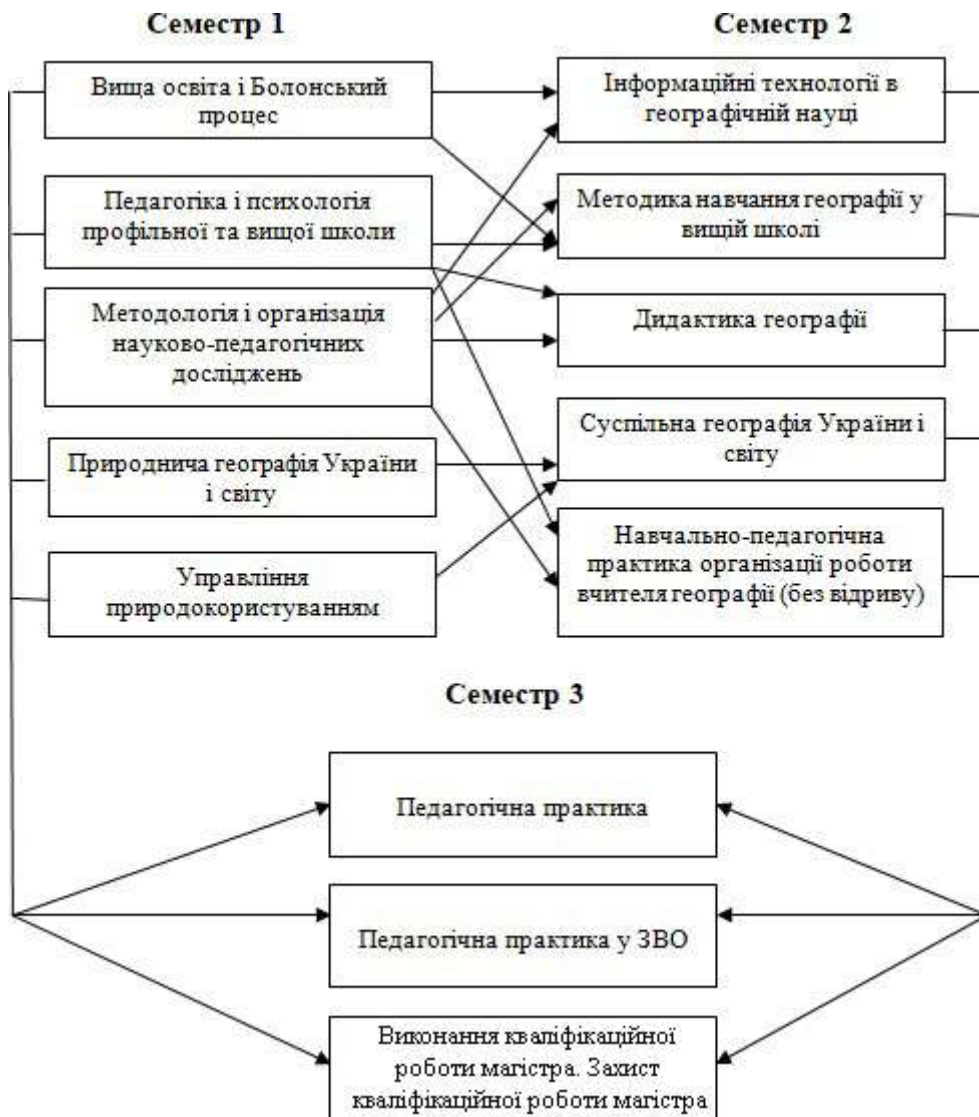 Семестр 1
Семестр 2
Вища освіта і Болонський
процес
Педагогіка і психологія
профільної та вищої школи
Методологія і організація
науково-педагогічних
досліджень
Природнича географія України
і світу
Управління
природокористуванням
Інформаційні технології в
географічній науці
Методика навчання географії у
вищій школі
Дидактика географії
Суспільна географія України і
світу
Навчально-педагогічна
практика організації роботи
вчителя географії (без відриву)
Семестр 3
Педагогічна практика
Педагогічна практика у ЗВО
Виконання кваліфікаційної
роботи магістра. Захист
кваліфікаційної роботи магістра